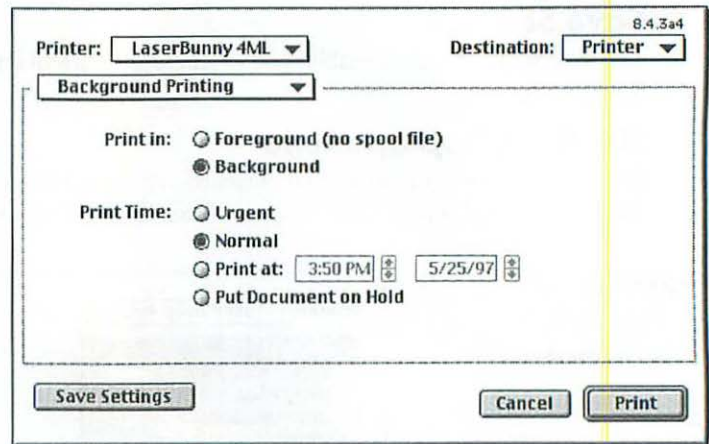 8.4.3a4
Printer: LaserBunny 4ML Destination: Printer
Background Printing
Print in: Foreground (no spool file)
Background
Print Time: Urgent
Normal
Print at: 3:50 PM 5/25/97
Put Document on Hold
Save Settings Cancel Print